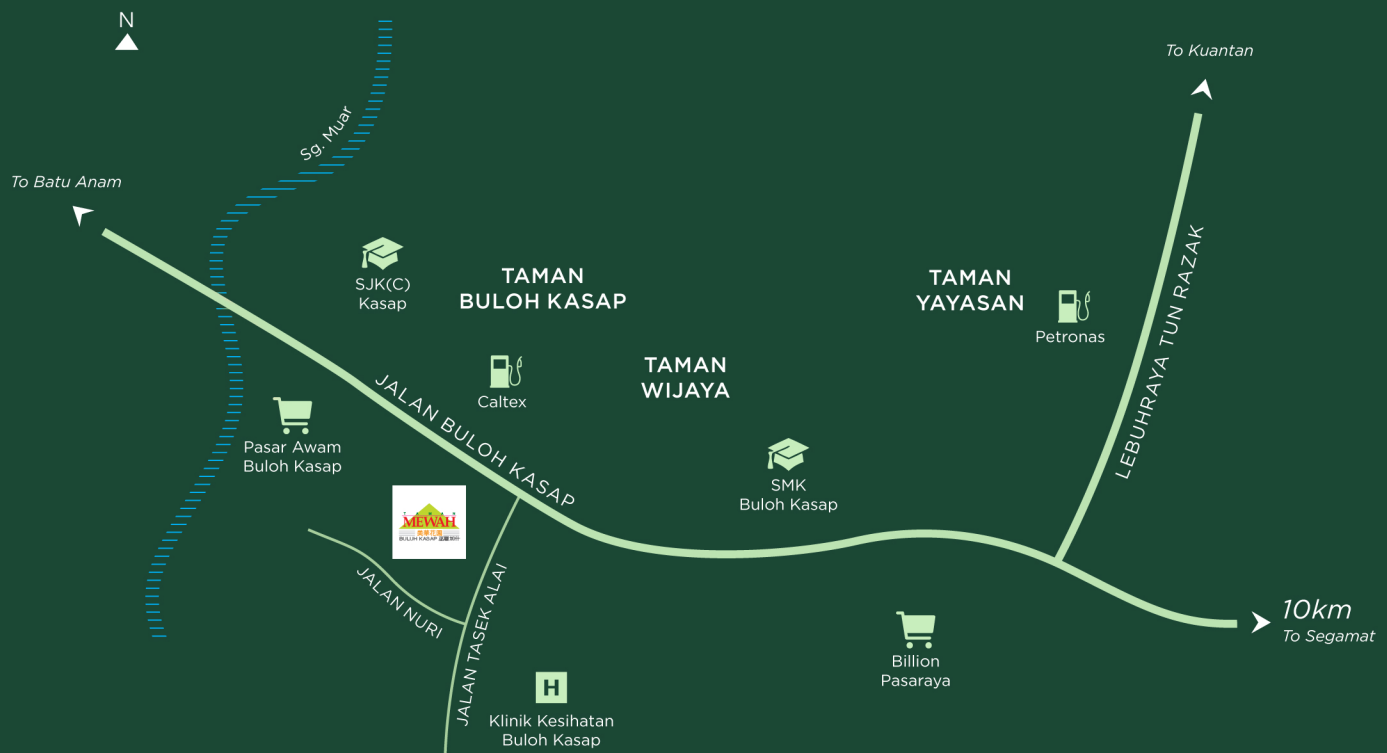 N
To Kuantan
Sg. Muar
To Batu Anam
SJK(C)
Kasap
TAMAN
BULOH KASAP
TAMAN
YAYASAN
Petronas
LEBUHRAYA TUN RAZAK
Caltex
TAMAN
WIJAYA
JALAN BULOH KASAP
Pasar Awam
Buloh Kasap
SMK
Buloh Kasap
TAMAN
MEWAH
BULUH KASAP
JALAN NURI
JALAN TASEK ALAI
10km
To Segamat
Billion
Pasaraya
H
Klinik Kesihatan
Buloh Kasap